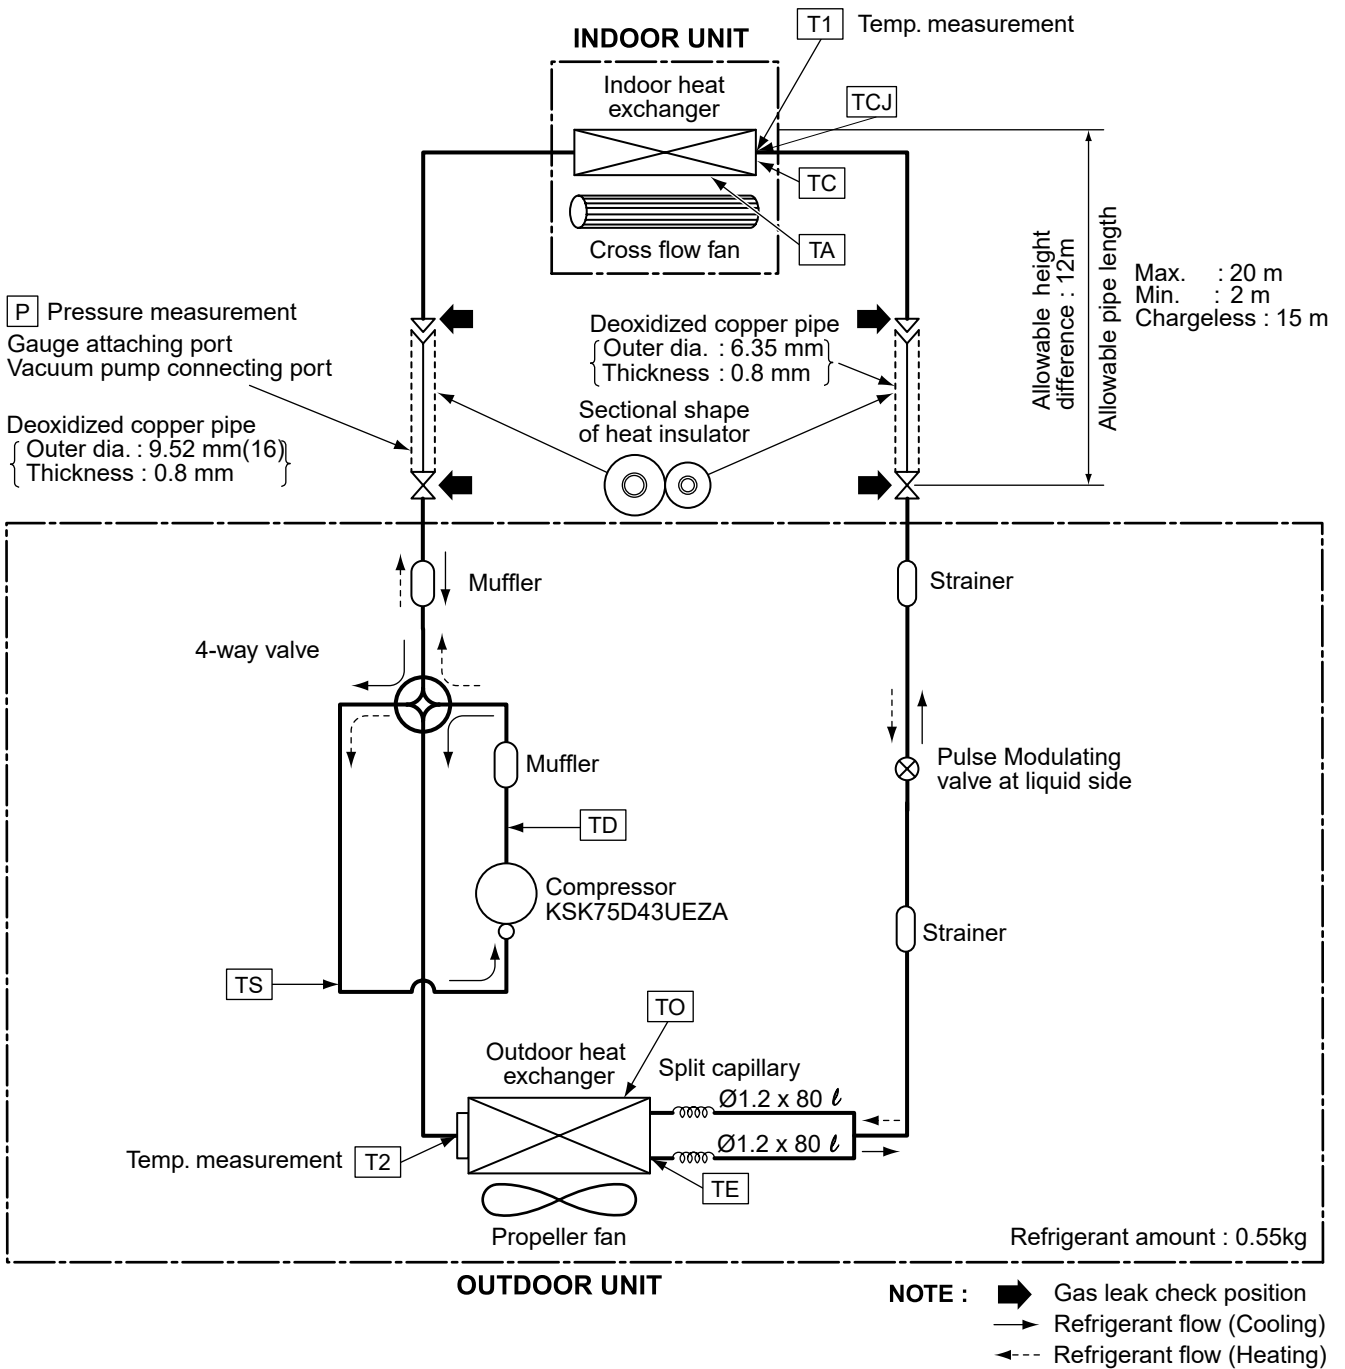 T1 Temp. measurement
INDOOR UNIT
Indoor heat
exchanger
TCJ
TC
Cross flow fan
TA
Allowable height
difference : 12m
Allowable pipe length
Max. : 20 m
Min. : 2 m
Chargeless : 15 m
P Pressure measurement
Gauge attaching port
Vacuum pump connecting port
Deoxidized copper pipe
Outer dia. : 9.52 mm(16)
Thickness : 0.8 mm
Deoxidized copper pipe
Outer dia. : 6.35 mm
Thickness : 0.8 mm
Sectional shape
of heat insulator
Muffler
Strainer
4-way valve
Muffler
Pulse Modulating
valve at liquid side
TD
Compressor
KSK75D43UEZA
Strainer
TS
TO
Outdoor heat
exchanger
Split capillary
Ø1.2 x 80 ℓ
Ø1.2 x 80 ℓ
Temp. measurement T2
TE
Propeller fan
Refrigerant amount : 0.55kg
OUTDOOR UNIT
NOTE : Gas leak check position
Refrigerant flow (Cooling)
Refrigerant flow (Heating)